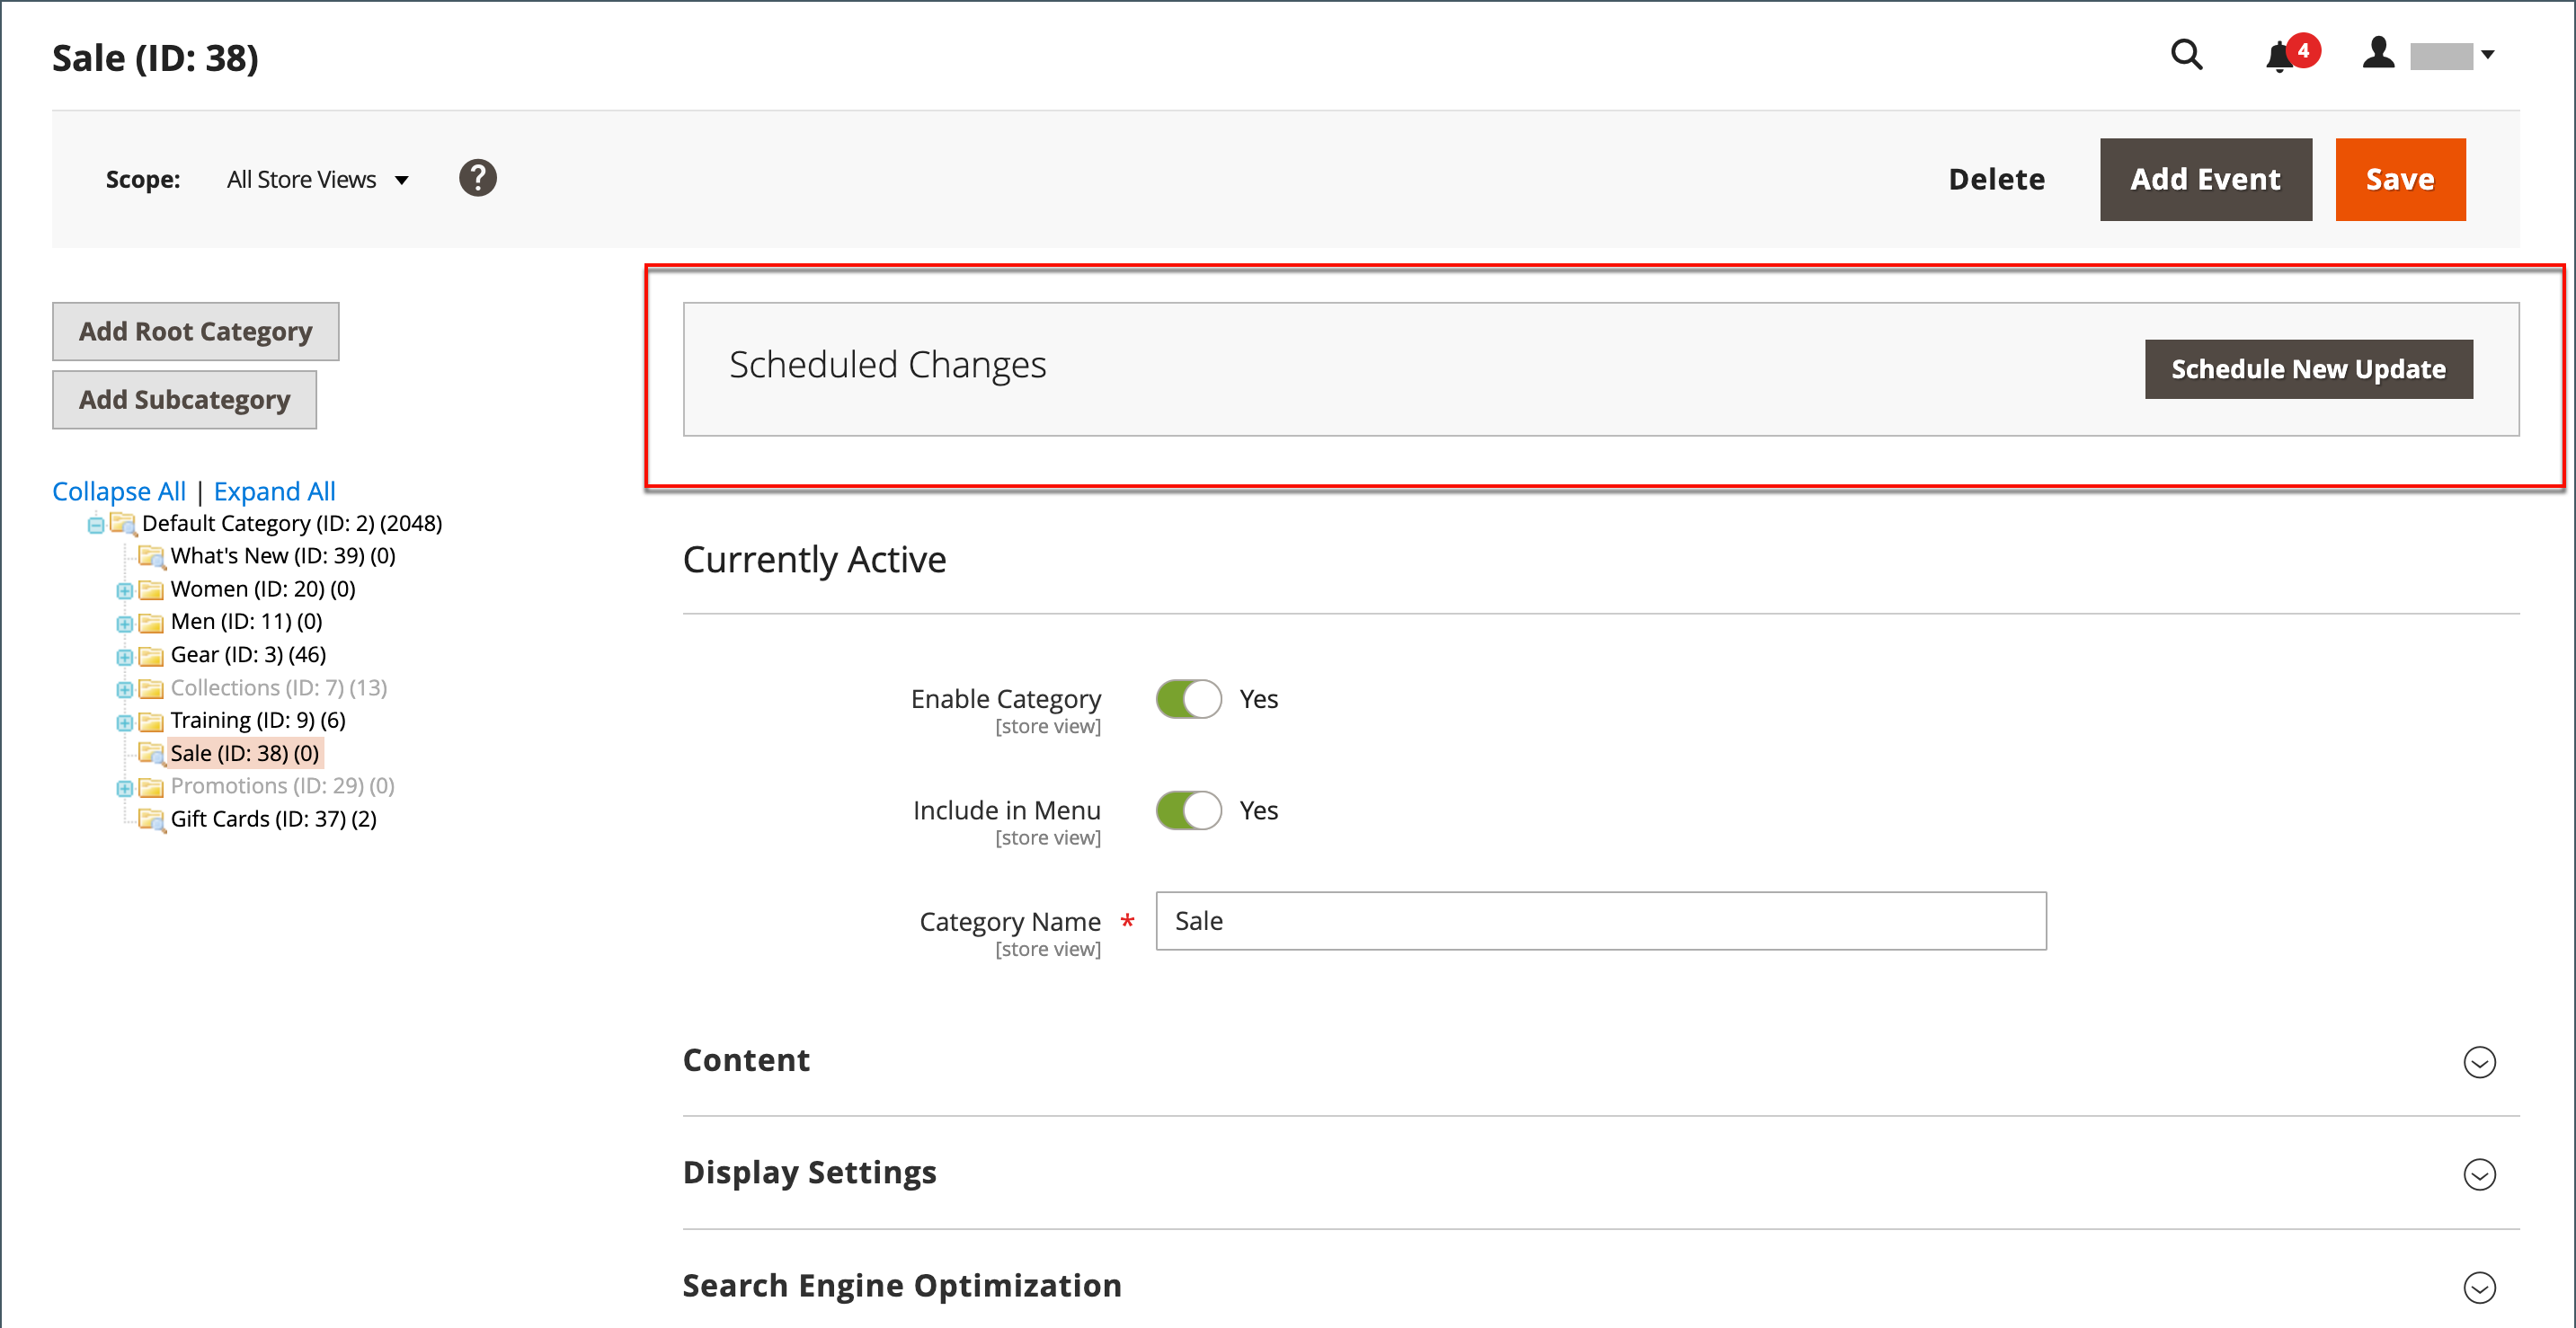 Sale (ID: 38)
4
Scope: All Store Views ?
Delete
Add Event
Save
Add Root Category
Add Subcategory
Collapse All | Expand All
Default Category (ID: 2) (2048)
What's New (ID: 39) (0)
Women (ID: 20) (0)
Men (ID: 11) (0)
Gear (ID: 3) (46)
Collections (ID: 7) (13)
Training (ID: 9) (6)
Sale (ID: 38) (0)
Promotions (ID: 29) (0)
Gift Cards (ID: 37) (2)
Scheduled Changes
Schedule New Update
Currently Active
Enable Category
[store view]
Yes
Include in Menu
[store view]
Yes
Category Name *
[store view]
Sale
Content
Display Settings
Search Engine Optimization